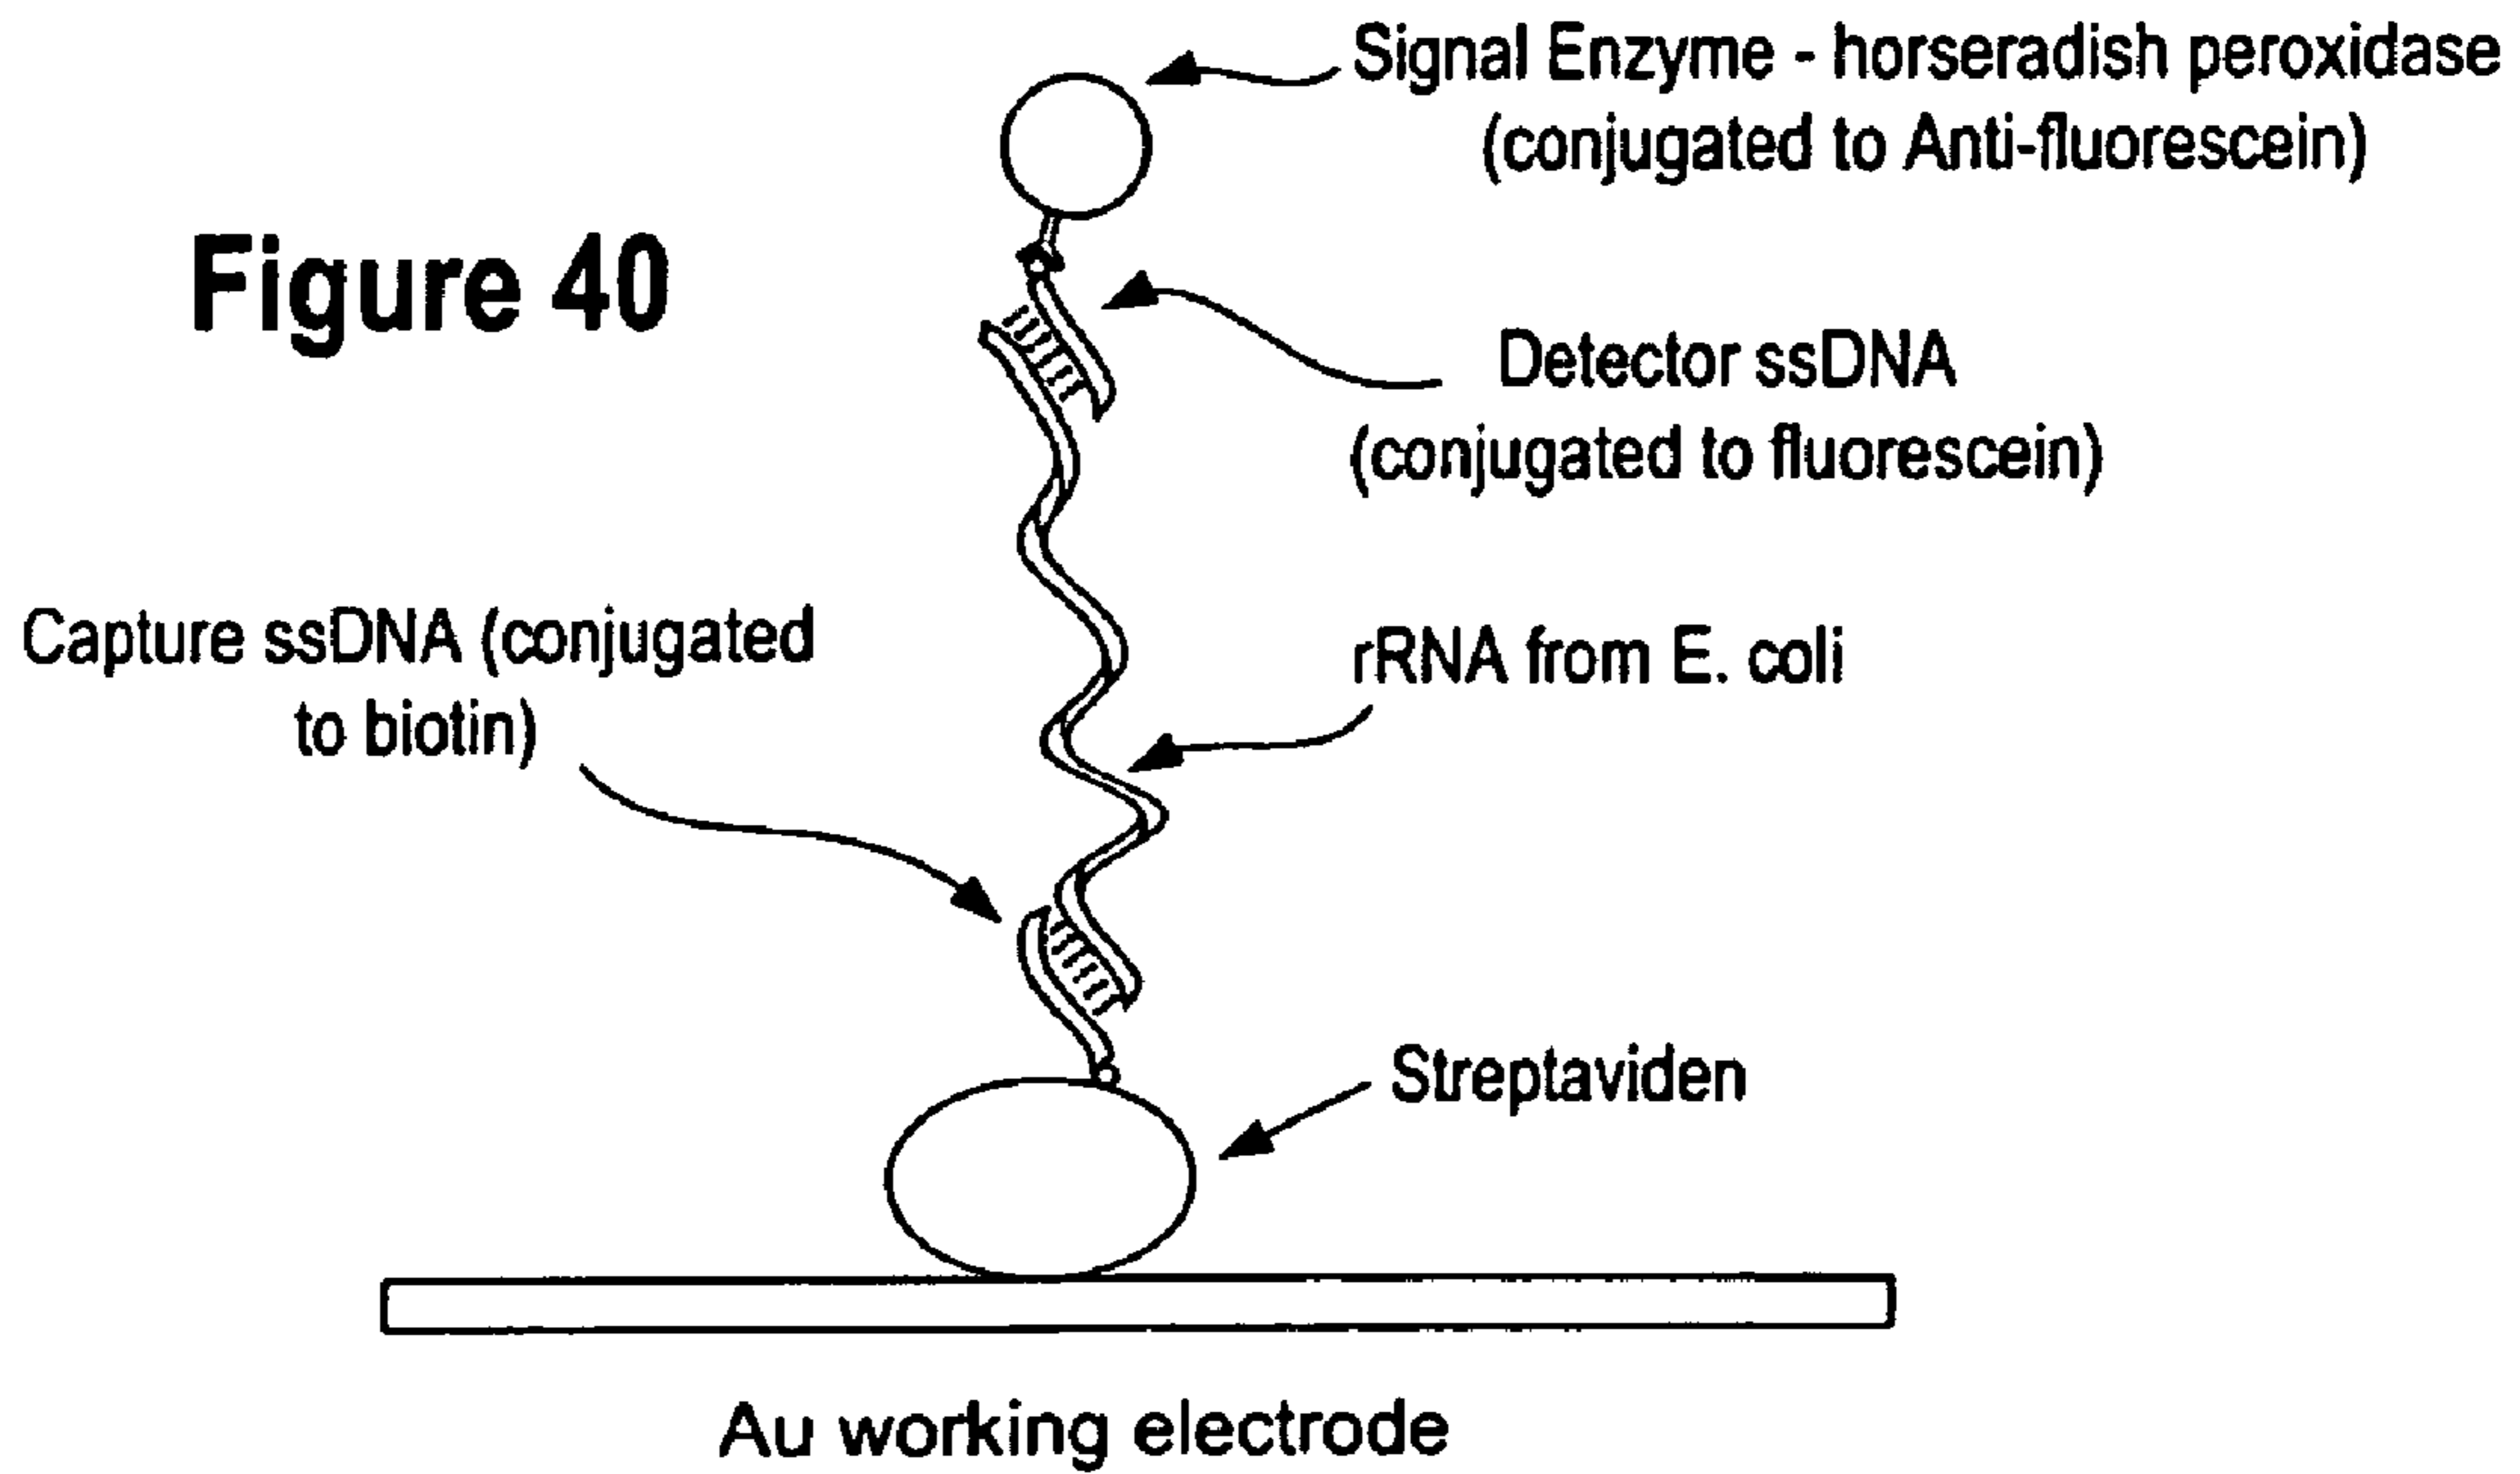 Signal Enzyme - horseradish peroxidase
(conjugated to Anti-fluorescein)
Figure 40
Detector ssDNA
(conjugated to fluorescein)
Capture ssDNA (conjugated
to biotin)
rRNA from E. coli
Streptaviden
Au working electrode